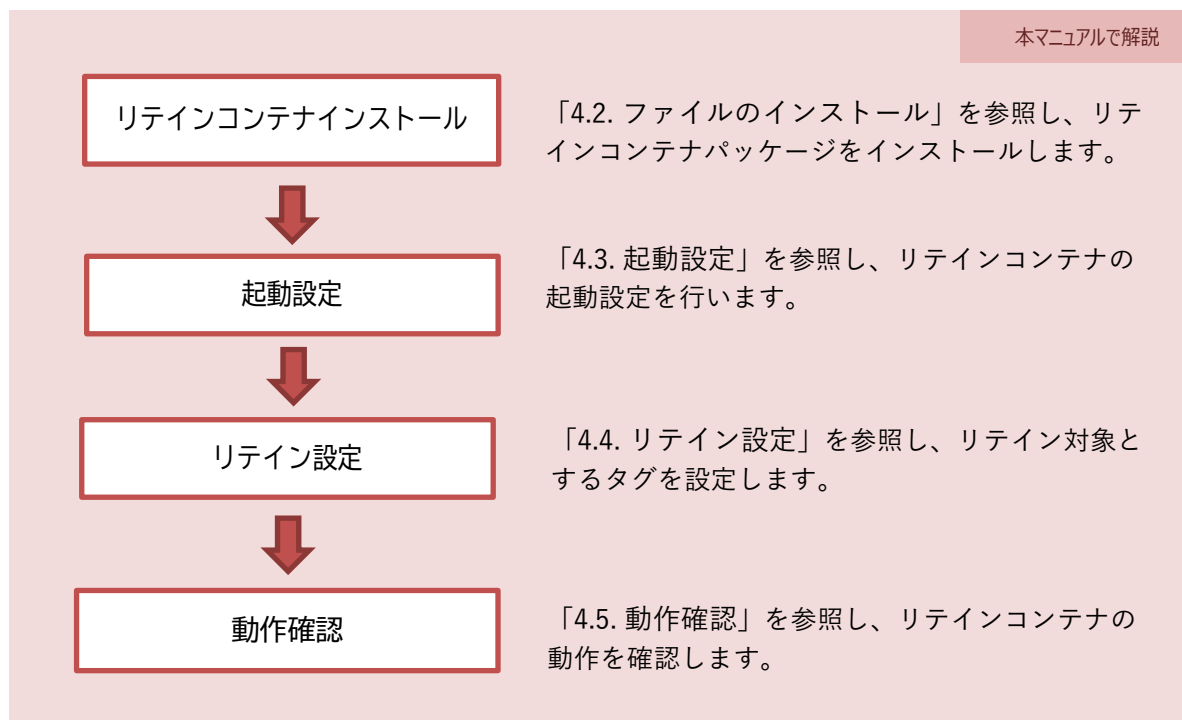 本マニュアルで解説
リテインコンテナインストール
「4.2. ファイルのインストール」を参照し、リテ
インコンテナパッケージをインストールします。
起動設定
「4.3. 起動設定」を参照し、リテインコンテナの
起動設定を行います。
リテイン設定
「4.4. リテイン設定」を参照し、リテイン対象と
するタグを設定します。
動作確認
「4.5. 動作確認」を参照し、リテインコンテナの
動作を確認します。